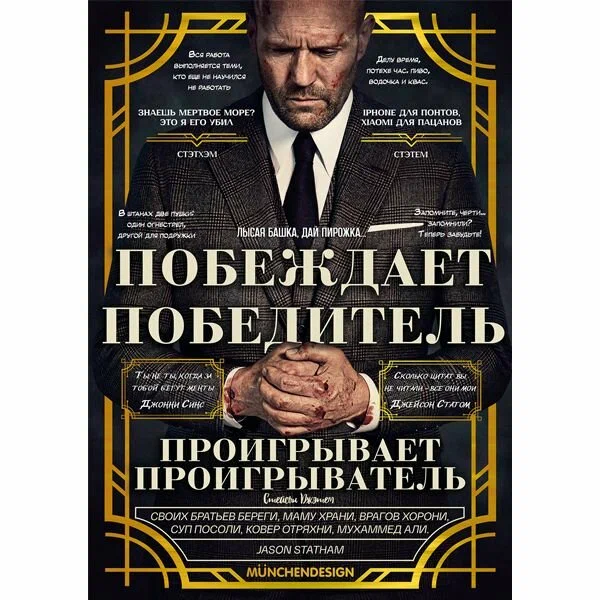 Вся работа
выполняется теми,
кто еще не научился
не работать
Делу время,
потехе час. Пиво,
водочка и квас.
ЗНАЕШЬ МЕРТВОЕ МОРЕ?
ЭТО Я ЕГО УБИЛ
СТЭТХЭМ
IPHONE ДЛЯ ПОНТОВ,
XIAOMI ДЛЯ ПАЦАНОВ
СТЭТЕМ
В штанах две пушки:
один огнестрел,
другой для подружки
ЛЫСАЯ БАШКА, ДАЙ ПИРОЖКА...
Запомните, черти...
запомнили?
Теперь забудьте!
ПОБЕЖДАЕТ
ПОБЕДИТЕЛЬ
Ты не ты, когда за
тобой бегут менты
Джонни Синс
Сколько цитат вы
не читали - все они мои
Джейсон Статом
ПРОИГРЫВАЕТ
ПРОИГРЫВАТЕЛЬ
Стейсон Джэтем
СВОИХ БРАТЬЕВ БЕРЕГИ, МАМУ ХРАНИ, ВРАГОВ ХОРОНИ,
СУП ПОСОЛИ, КОВЕР ОТРЯХНИ, МУХАММЕД АЛИ.
JASON STATHAM
MÜNCHENDESIGN